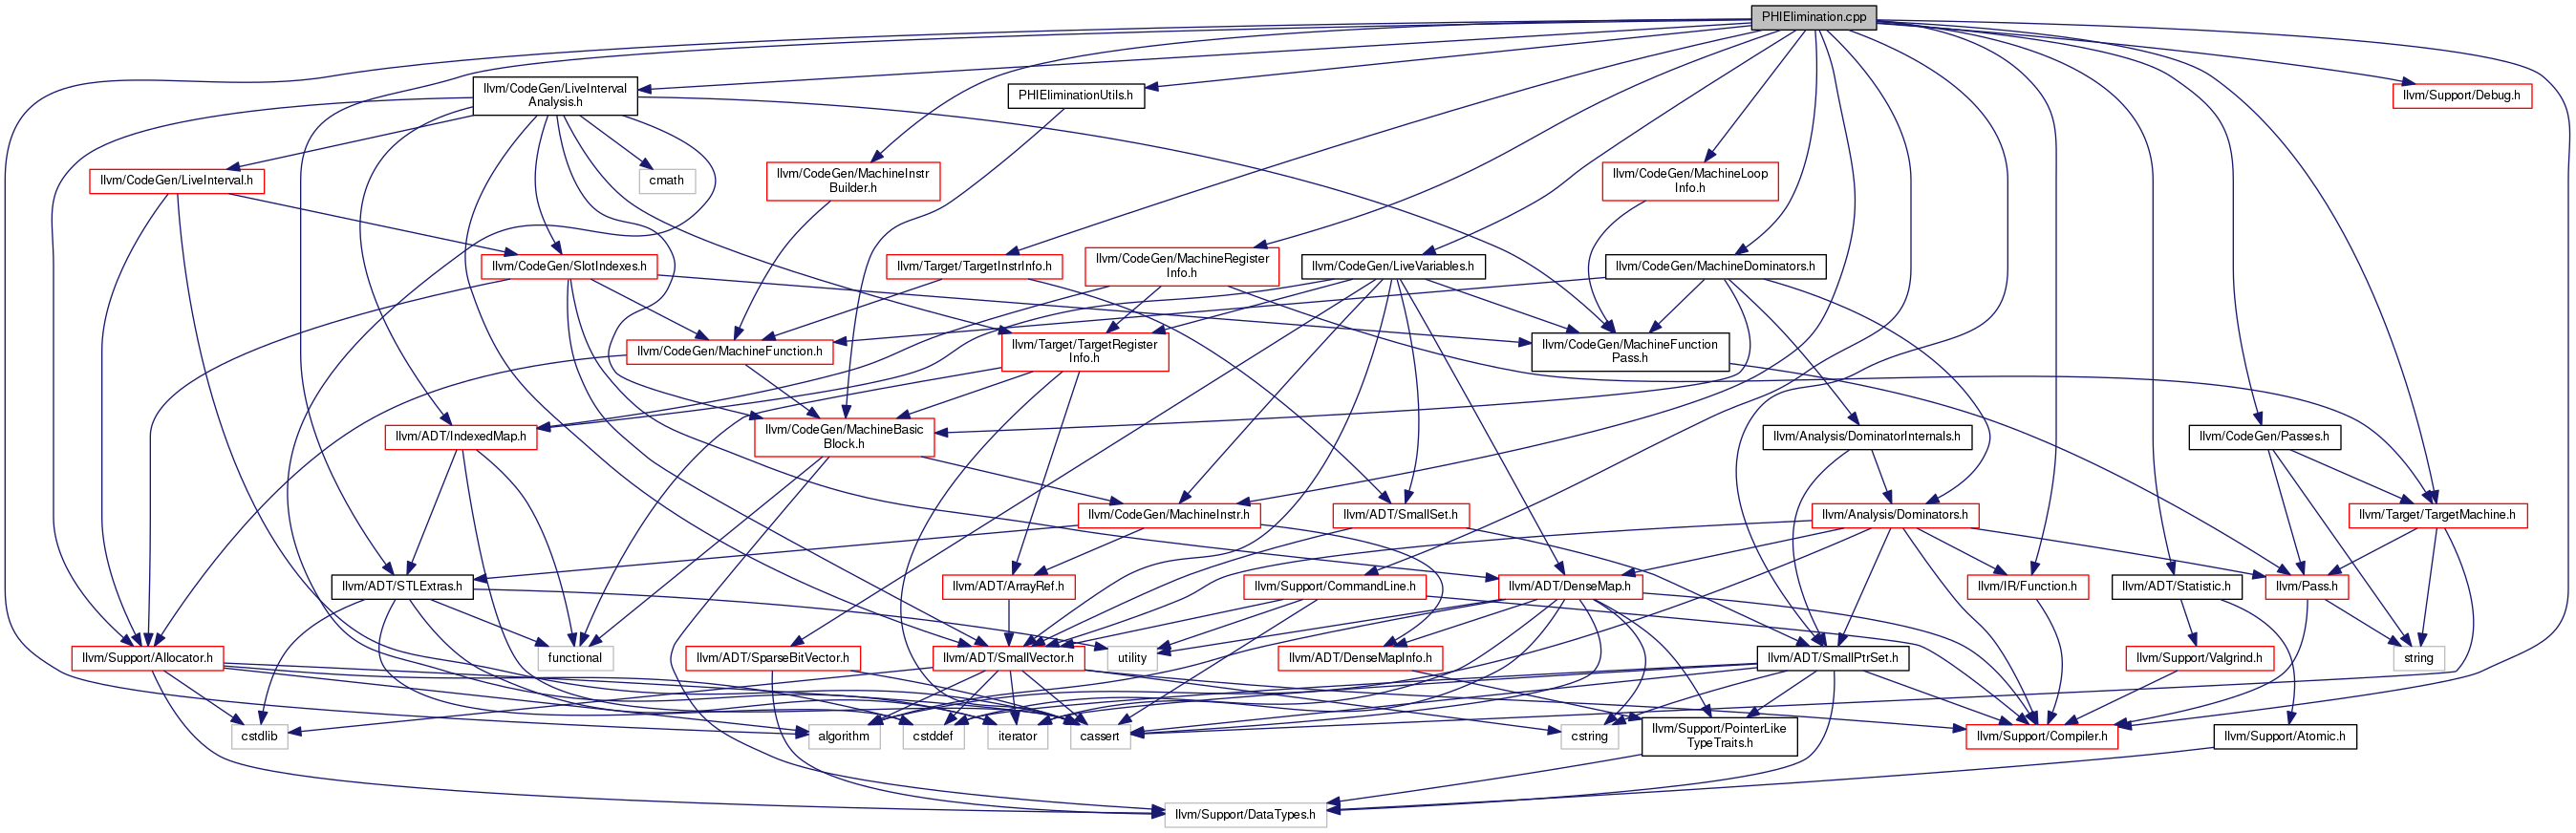 PHIElimination.cpp
llvm/CodeGen/LiveInterval
Analysis.h
PHIEliminationUtils.h
llvm/Support/Debug.h
llvm/CodeGen/LiveInterval.h
cmath
llvm/CodeGen/MachineInstr
Builder.h
llvm/CodeGen/MachineLoop
Info.h
llvm/CodeGen/SlotIndexes.h
llvm/Target/TargetInstrInfo.h
llvm/CodeGen/MachineRegister
Info.h
llvm/CodeGen/LiveVariables.h
llvm/CodeGen/MachineDominators.h
llvm/CodeGen/MachineFunction.h
llvm/Target/TargetRegister
Info.h
llvm/CodeGen/MachineFunction
Pass.h
llvm/ADT/IndexedMap.h
llvm/CodeGen/MachineBasic
Block.h
llvm/Analysis/DominatorInternals.h
llvm/CodeGen/Passes.h
llvm/CodeGen/MachineInstr.h
llvm/ADT/SmallSet.h
llvm/Analysis/Dominators.h
llvm/Target/TargetMachine.h
llvm/ADT/STLExtras.h
llvm/ADT/ArrayRef.h
llvm/Support/CommandLine.h
llvm/ADT/DenseMap.h
llvm/IR/Function.h
llvm/ADT/Statistic.h
llvm/Pass.h
llvm/Support/Allocator.h
functional
llvm/ADT/SparseBitVector.h
llvm/ADT/SmallVector.h
utility
llvm/ADT/DenseMapInfo.h
llvm/ADT/SmallPtrSet.h
llvm/Support/Valgrind.h
string
cstdlib
algorithm
cstddef
iterator
cassert
cstring
llvm/Support/PointerLike
TypeTraits.h
llvm/Support/Compiler.h
llvm/Support/Atomic.h
llvm/Support/DataTypes.h